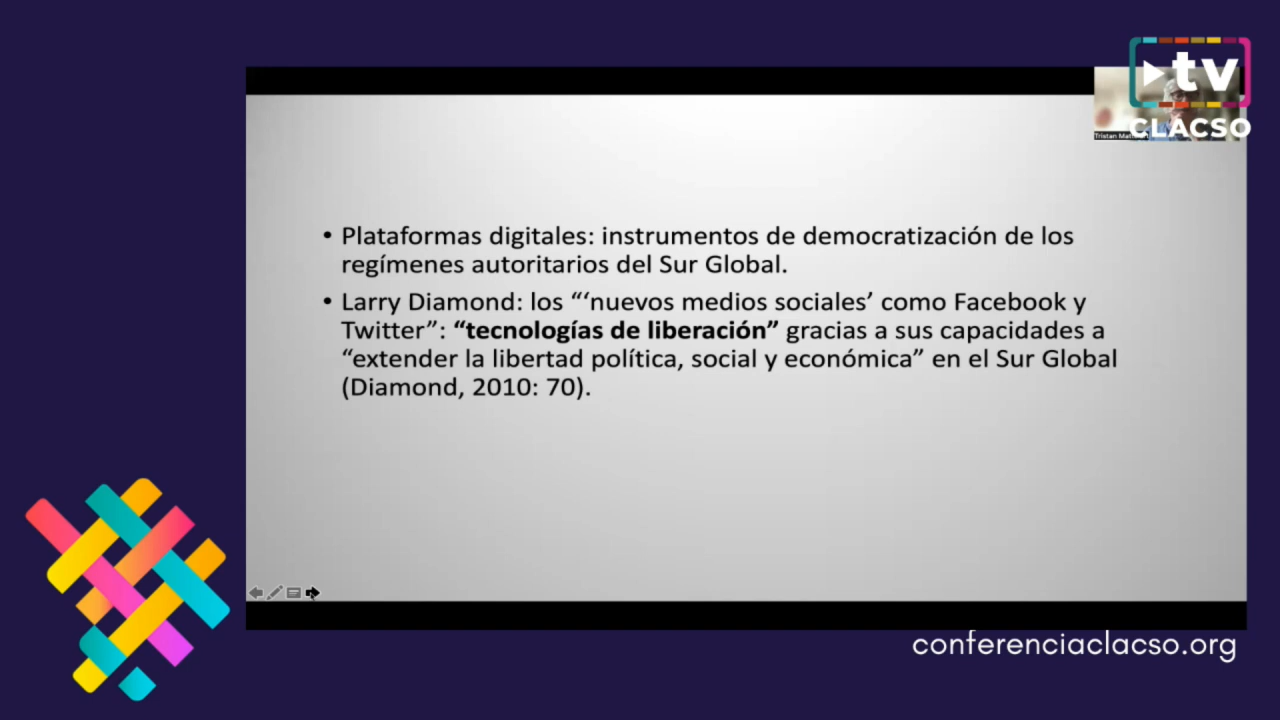 tv
CLACSO
Tristan
• Plataformas digitales: instrumentos de democratización de los
regímenes autoritarios del Sur Global.
• Larry Diamond: los “‘nuevos medios sociales’ como Facebook y
Twitter”: “tecnologías de liberación” gracias a sus capacidades a
“extender la libertad política, social y económica” en el Sur Global
(Diamond, 2010: 70).
conferenciaclacso.org